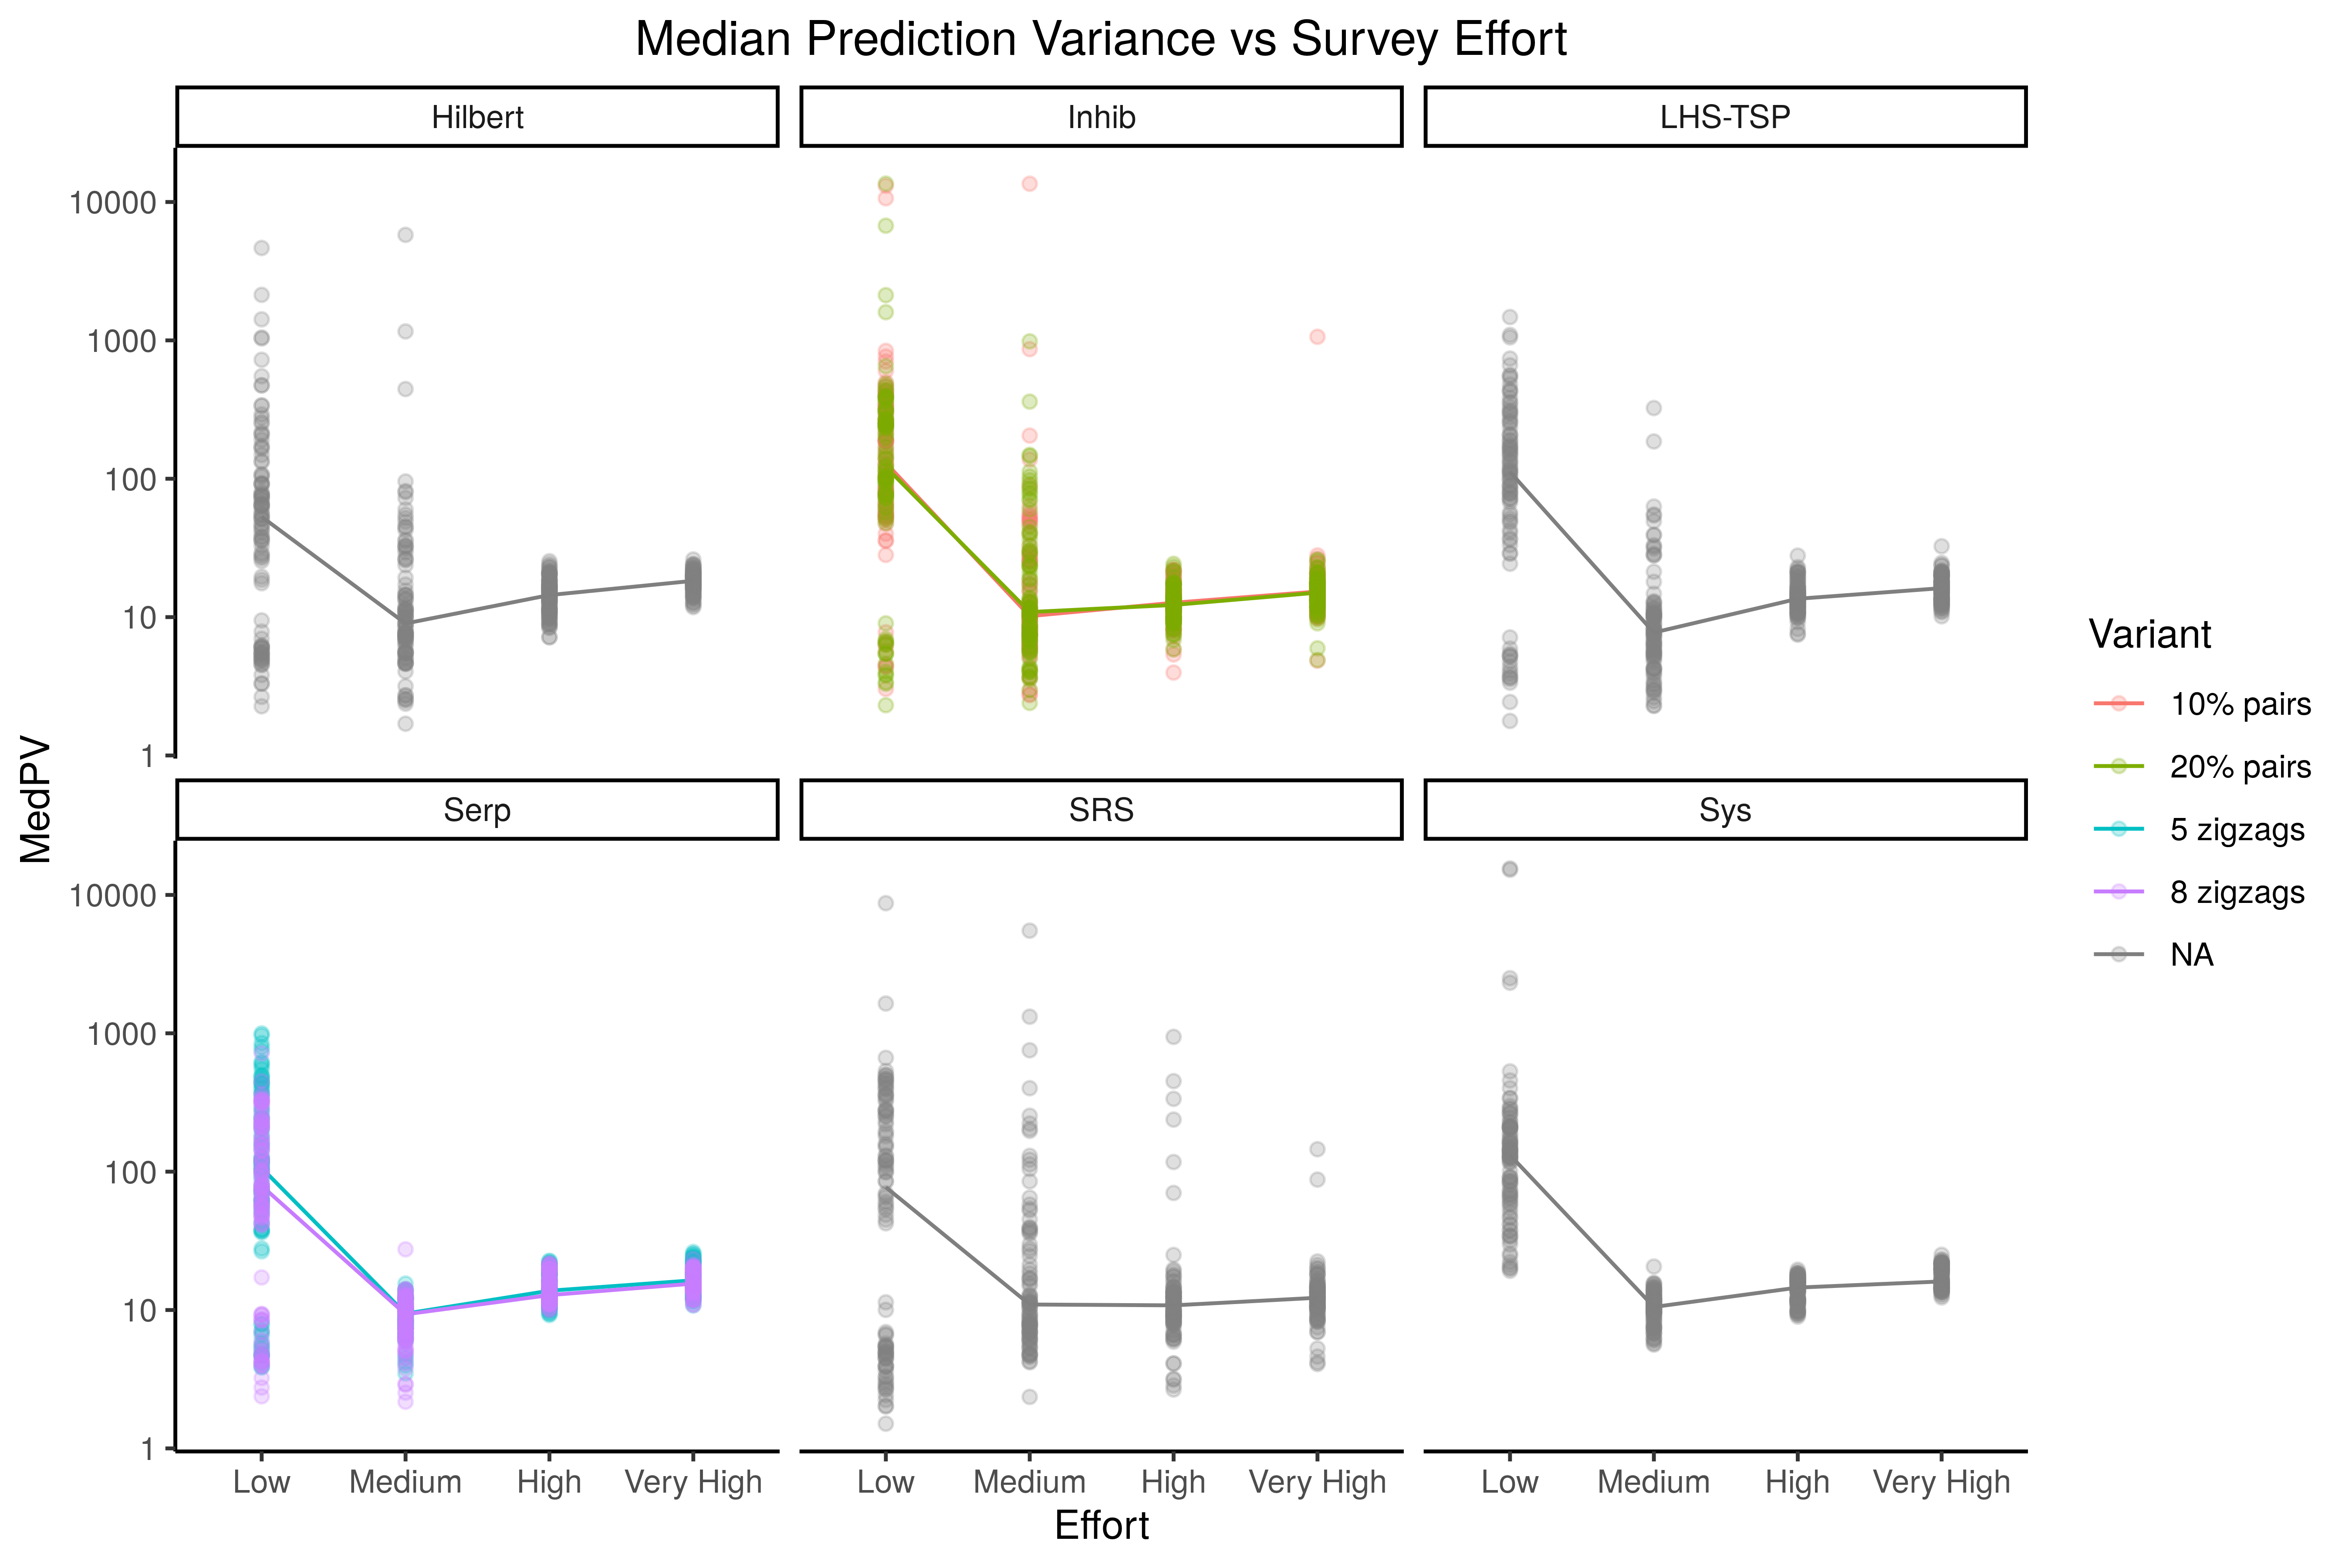 Median Prediction Variance vs Survey Effort
Hilbert
Inhib
LHS-TSP
10000
1000
100
10
1
MedPV
Serp
SRS
Sys
10000
1000
100
10
1
Low
Medium
High
Very High
Low
Medium
High
Very High
Low
Medium
High
Very High
Effort
Variant
10% pairs
20% pairs
5 zigzags
8 zigzags
NA